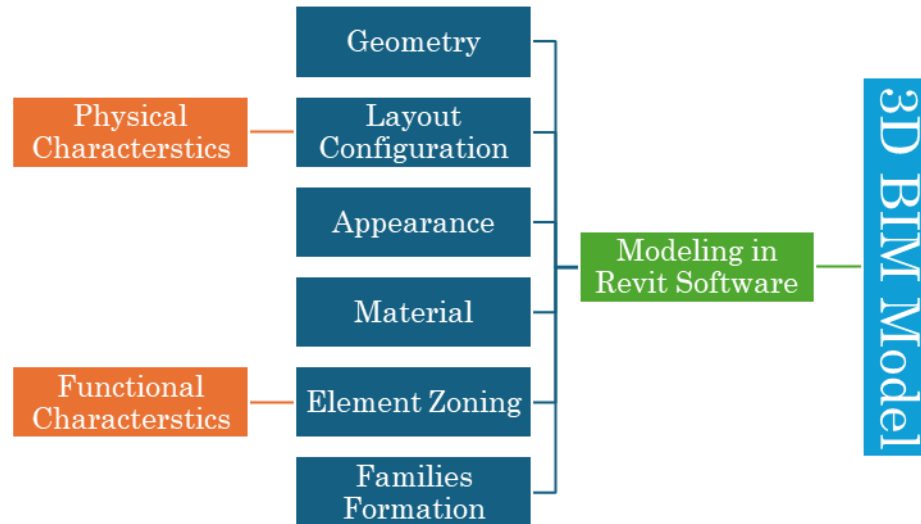 Geometry
Physical
Characterstics
Layout
Configuration
Appearance
Modeling in
Revit Software
3D BIM Model
Material
Functional
Characterstics
Element Zoning
Families
Formation